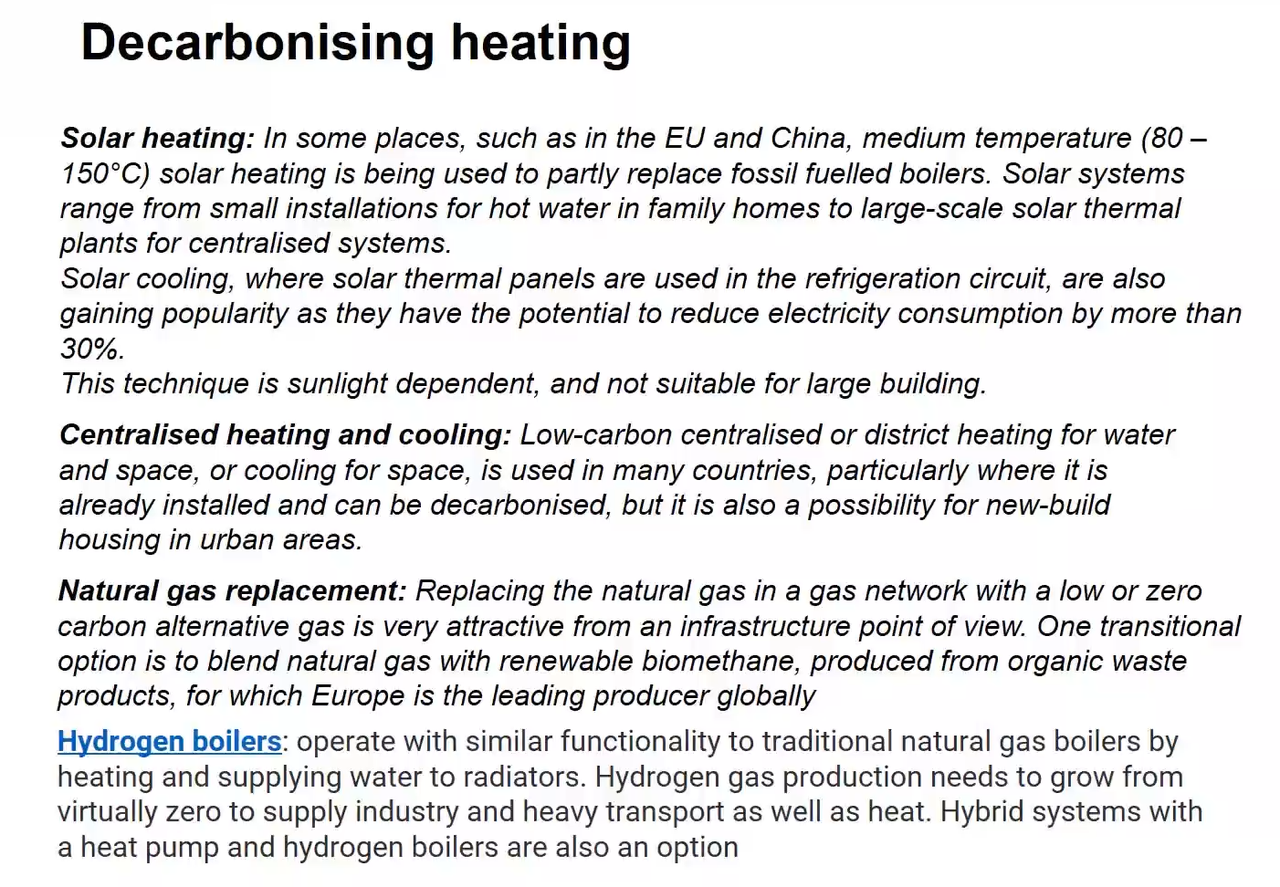 Decarbonising heating
Solar heating: In some places, such as in the EU and China, medium temperature (80 –
150°C) solar heating is being used to partly replace fossil fuelled boilers. Solar systems
range from small installations for hot water in family homes to large-scale solar thermal
plants for centralised systems.
Solar cooling, where solar thermal panels are used in the refrigeration circuit, are also
gaining popularity as they have the potential to reduce electricity consumption by more than
30%.
This technique is sunlight dependent, and not suitable for large building.
Centralised heating and cooling: Low-carbon centralised or district heating for water
and space, or cooling for space, is used in many countries, particularly where it is
already installed and can be decarbonised, but it is also a possibility for new-build
housing in urban areas.
Natural gas replacement: Replacing the natural gas in a gas network with a low or zero
carbon alternative gas is very attractive from an infrastructure point of view. One transitional
option is to blend natural gas with renewable biomethane, produced from organic waste
products, for which Europe is the leading producer globally
Hydrogen boilers: operate with similar functionality to traditional natural gas boilers by
heating and supplying water to radiators. Hydrogen gas production needs to grow from
virtually zero to supply industry and heavy transport as well as heat. Hybrid systems with
a heat pump and hydrogen boilers are also an option